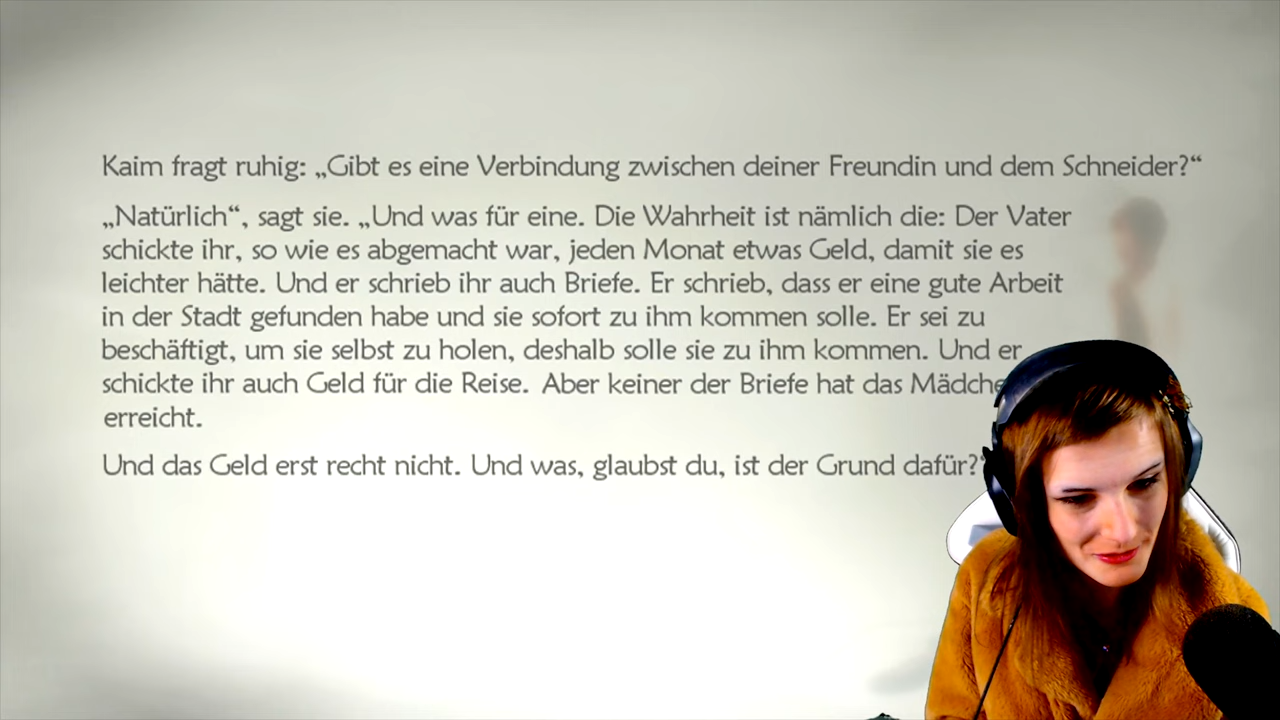 Kaim fragt ruhig: „Gibt es eine Verbindung zwischen deiner Freundin und dem Schneider?“
„Natürlich“, sagt sie. „Und was für eine. Die Wahrheit ist nämlich die: Der Vater
schickte ihr, so wie es abgemacht war, jeden Monat etwas Geld, damit sie es
leichter hätte. Und er schrieb ihr auch Briefe. Er schrieb, dass er eine gute Arbeit
in der Stadt gefunden habe und sie sofort zu ihm kommen solle. Er sei zu
beschäftigt, um sie selbst zu holen, deshalb solle sie zu ihm kommen. Und er
schickte ihr auch Geld für die Reise. Aber keiner der Briefe hat das Mädche
erreicht.
Und das Geld erst recht nicht. Und was, glaubst du, ist der Grund dafür?“